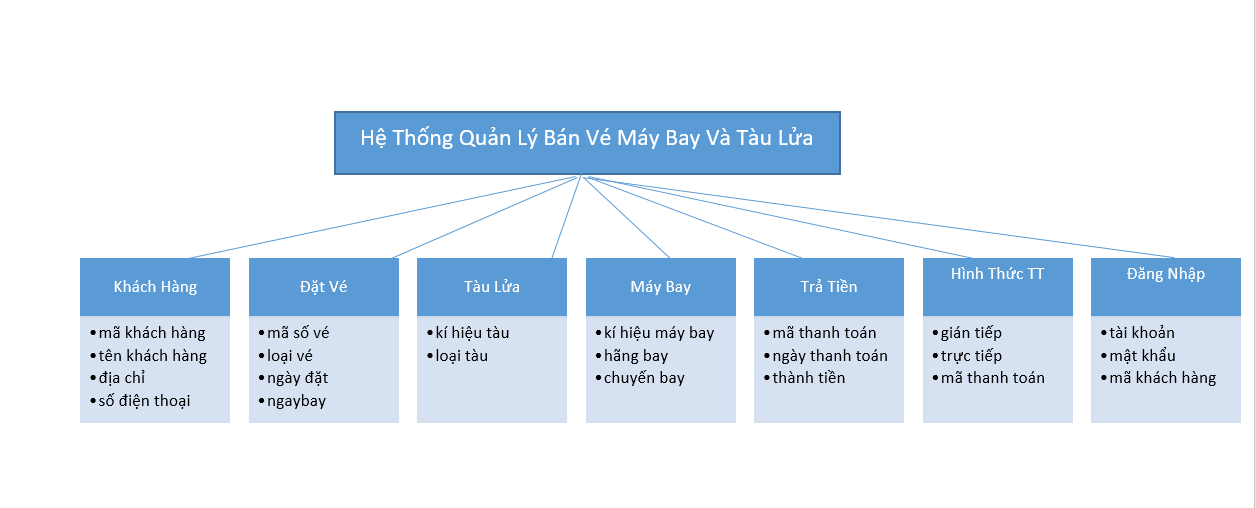 Hệ Thống Quản Lý Bán Vé Máy Bay Và Tàu Lửa
Khách Hàng
• mã khách hàng
• tên khách hàng
• địa chỉ
• số điện thoại
Đặt Vé
• mã số vé
• loại vé
• ngày đặt
• ngaybay
Tàu Lửa
• kí hiệu tàu
• loại tàu
Máy Bay
• kí hiệu máy bay
• hãng bay
• chuyến bay
Trả Tiền
• mã thanh toán
• ngày thanh toán
• thành tiền
Hình Thức TT
• gián tiếp
• trực tiếp
• mã thanh toán
Đăng Nhập
• tài khoản
• mật khẩu
• mã khách hàng